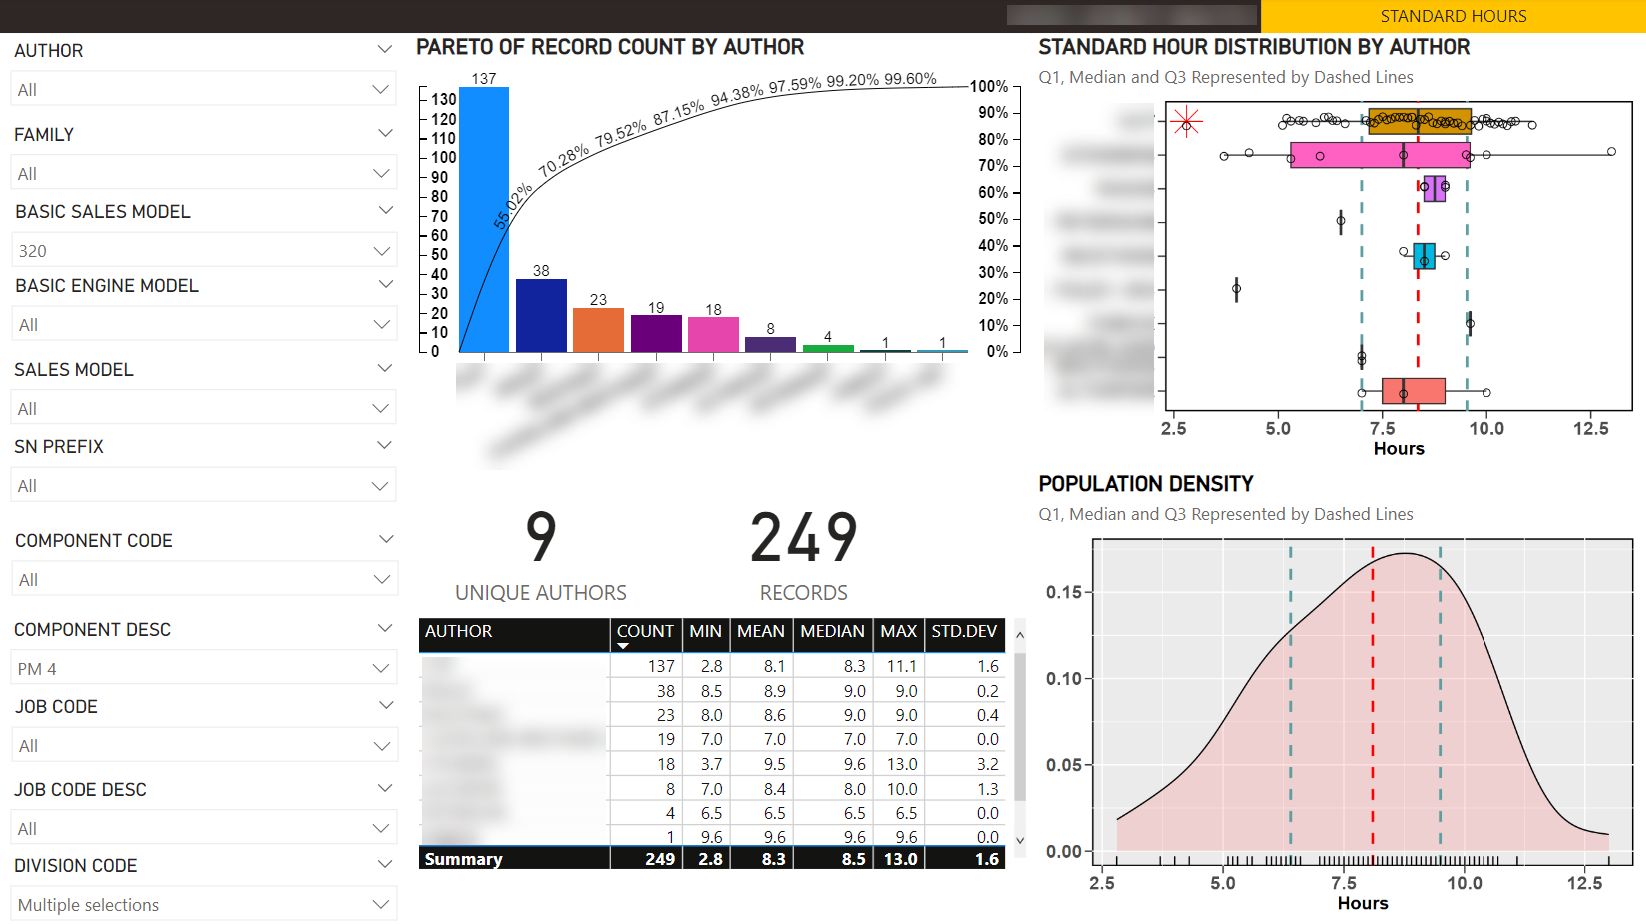 STANDARD HOURS
AUTHOR
All
FAMILY
All
BASIC SALES MODEL
320
BASIC ENGINE MODEL
All
SALES MODEL
All
SN PREFIX
All
COMPONENT CODE
All
COMPONENT DESC
PM 4
JOB CODE
All
JOB CODE DESC
All
DIVISION CODE
Multiple selections
PARETO OF RECORD COUNT BY AUTHOR
137
55.02% 70.28% 79.52% 87.15% 94.38% 97.59% 99.20% 99.60%
38
23
19
18
8
4
1
1
130
120
110
100
90
80
70
60
50
40
30
20
10
0
100%
90%
80%
70%
60%
50%
40%
30%
20%
10%
0%
9
UNIQUE AUTHORS
249
RECORDS
AUTHOR COUNT MIN MEAN MEDIAN MAX STD.DEV
137 2.8 8.1 8.3 11.1 1.6
38 8.5 8.9 9.0 9.0 0.2
23 8.0 8.6 9.0 9.0 0.4
19 7.0 7.0 7.0 7.0 0.0
18 3.7 9.5 9.6 13.0 3.2
8 7.0 8.4 8.0 10.0 1.3
4 6.5 6.5 6.5 6.5 0.0
1 9.6 9.6 9.6 9.6 0.0
Summary 249 2.8 8.3 8.5 13.0 1.6
STANDARD HOUR DISTRIBUTION BY AUTHOR
Q1, Median and Q3 Represented by Dashed Lines
2.5 5.0 7.5 10.0 12.5
Hours
POPULATION DENSITY
Q1, Median and Q3 Represented by Dashed Lines
0.15
0.10
0.05
0.00
2.5 5.0 7.5 10.0 12.5
Hours